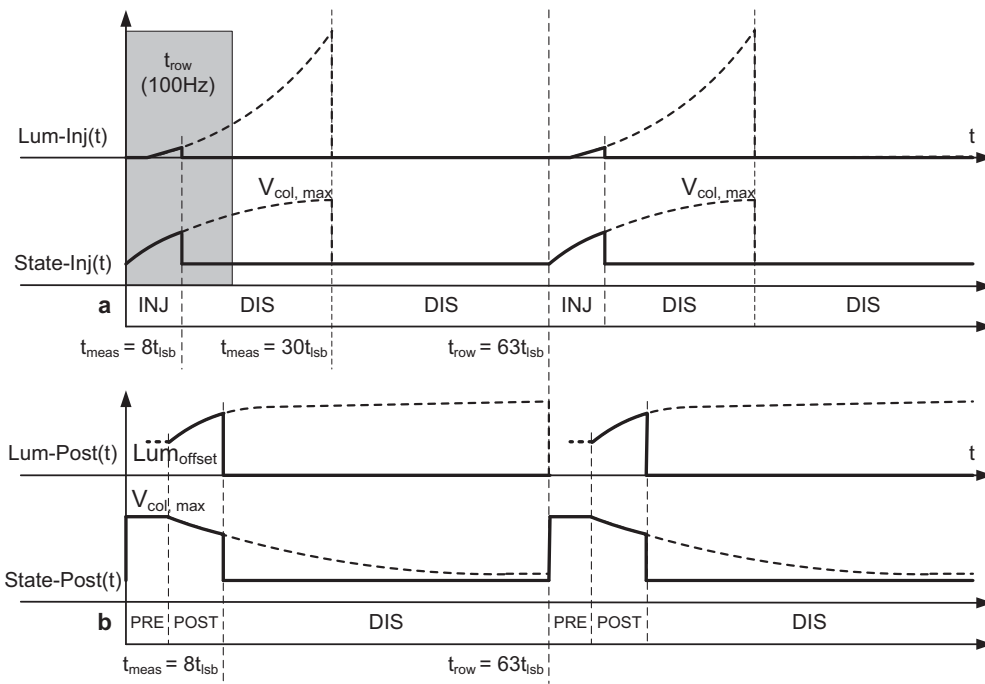 t_row
(100Hz)
Lum-Inj(t)
t
V_col, max
V_col, max
State-Inj(t)
a
INJ
DIS
DIS
INJ
DIS
DIS
t_meas = 8t_lsb
t_meas = 30t_lsb
t_row = 63t_lsb
Lum-Post(t)
Lum_offset
t
V_col, max
State-Post(t)
b
PRE
POST
DIS
PRE
POST
DIS
t_meas = 8t_lsb
t_row = 63t_lsb